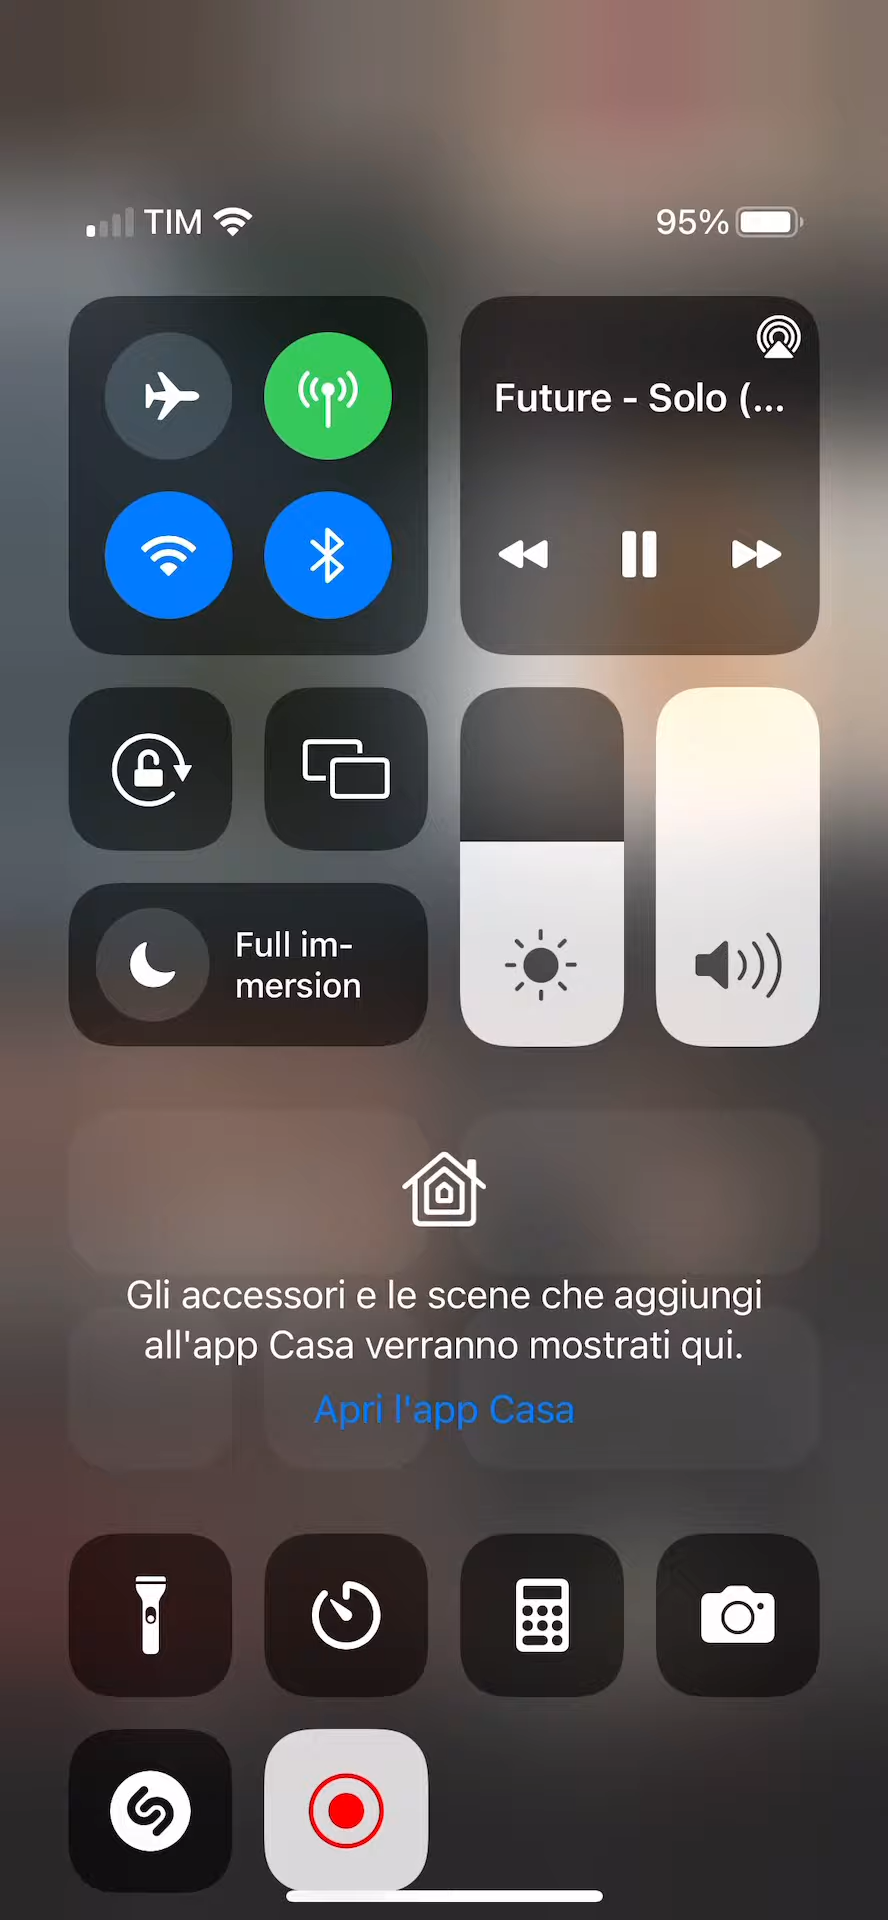 TIM
95%
Future - Solo (...
Full im-
mersion
Gli accessori e le scene che aggiungi
all'app Casa verranno mostrati qui.
Apri l'app Casa